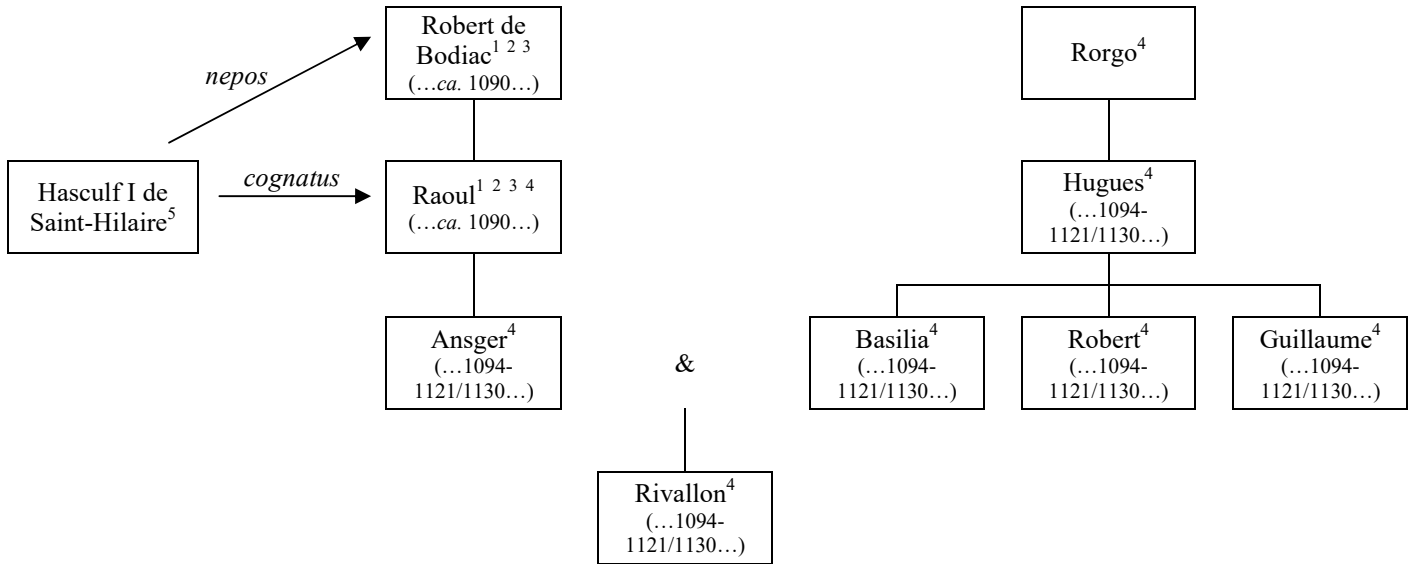 Robert de
Bodiac1 2 3
(…ca. 1090…)
Rorgo4
nepos
Hasculf I de
Saint-Hilaire5
cognatus
Raoul1 2 3 4
(…ca. 1090…)
Hugues4
(…1094-
1121/1130…)
Ansger4
(…1094-
1121/1130…)
&
Basilia4
(…1094-
1121/1130…)
Robert4
(…1094-
1121/1130…)
Guillaume4
(…1094-
1121/1130…)
Rivallon4
(…1094-
1121/1130…)